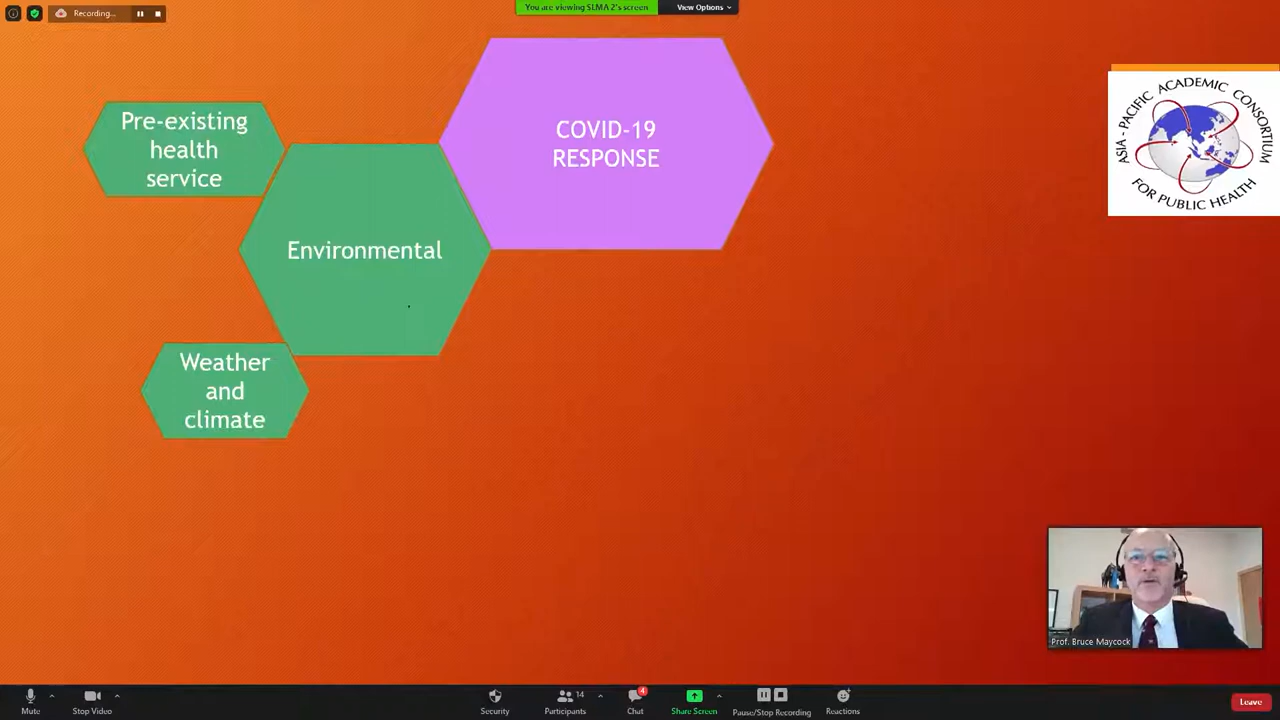 Recording...
You are viewing SLMA 2's screen
View Options
COVID-19
RESPONSE
ASIA - PACIFIC ACADEMIC CONSORTIUM
FOR PUBLIC HEALTH
Pre-existing
health
service
Environmental
Weather
and
climate
Prof. Bruce Maycock
Mute
Stop Video
Security
14
Participants
4
Chat
Share Screen
Pause/Stop Recording
Reactions
Leave